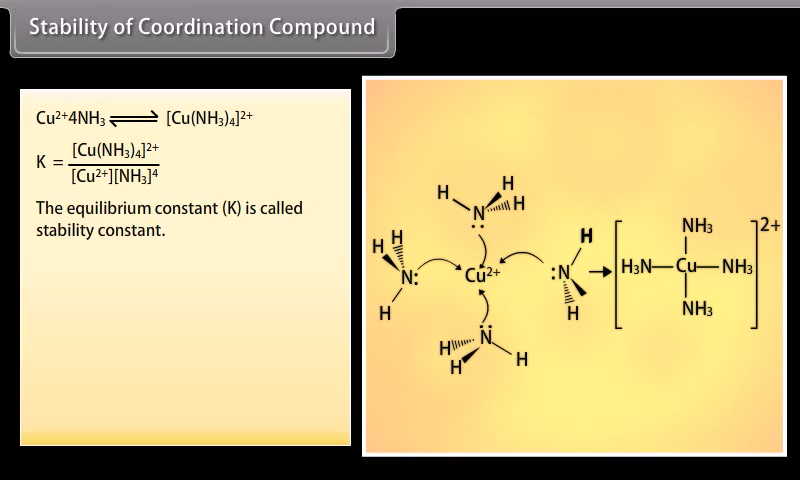 Stability of Coordination Compound
Cu²⁺4NH₃ ⇌ [Cu(NH₃)₄]²⁺
K = [Cu(NH₃)₄]²⁺
[Cu²⁺][NH₃]⁴
The equilibrium constant (K) is called
stability constant.
H H
N H
:
H H
N:
H
Cu²⁺
H
:N
H
N
H
H H
[ NH₃ ]2+
H₃N—Cu—NH₃
NH₃